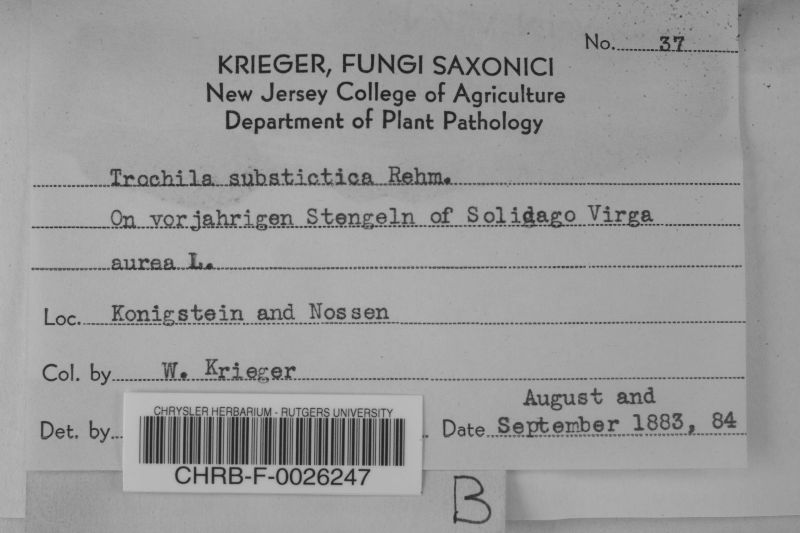 No. 37
KRIEGER, FUNGI SAXONICI
New Jersey College of Agriculture
Department of Plant Pathology
Trochila substictica Rehm.
On vorjahrigen Stengeln of Solidago Virga
aurea L.
Loc. Konigstein and Nossen
Col. by W. Krieger
August and
Det. by Date September 1883, 84
CHRYSLER HERBARIUM - RUTGERS UNIVERSITY
CHRB-F-0026247
B